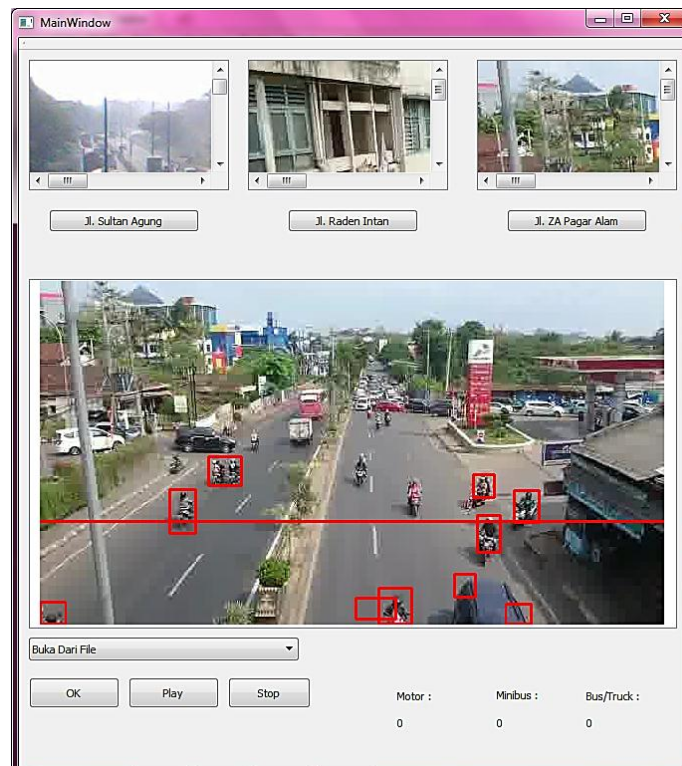 MainWindow
Jl. Sultan Agung
Jl. Raden Intan
Jl. ZA Pagar Alam
Buka Dari File
OK
Play
Stop
Motor :
Minibus :
Bus/Truck :
0
0
0